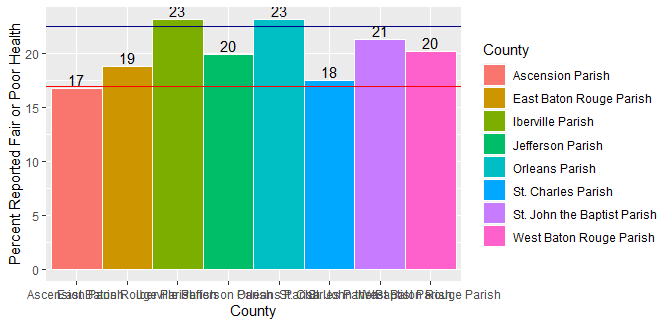 Percent Reported Fair or Poor Health
20
15
10
5
0
17
19
23
20
23
18
21
20
County
County
Ascension Parish
East Baton Rouge Parish
Iberville Parish
Jefferson Parish
Orleans Parish
St. Charles Parish
St. John the Baptist Parish
West Baton Rouge Parish